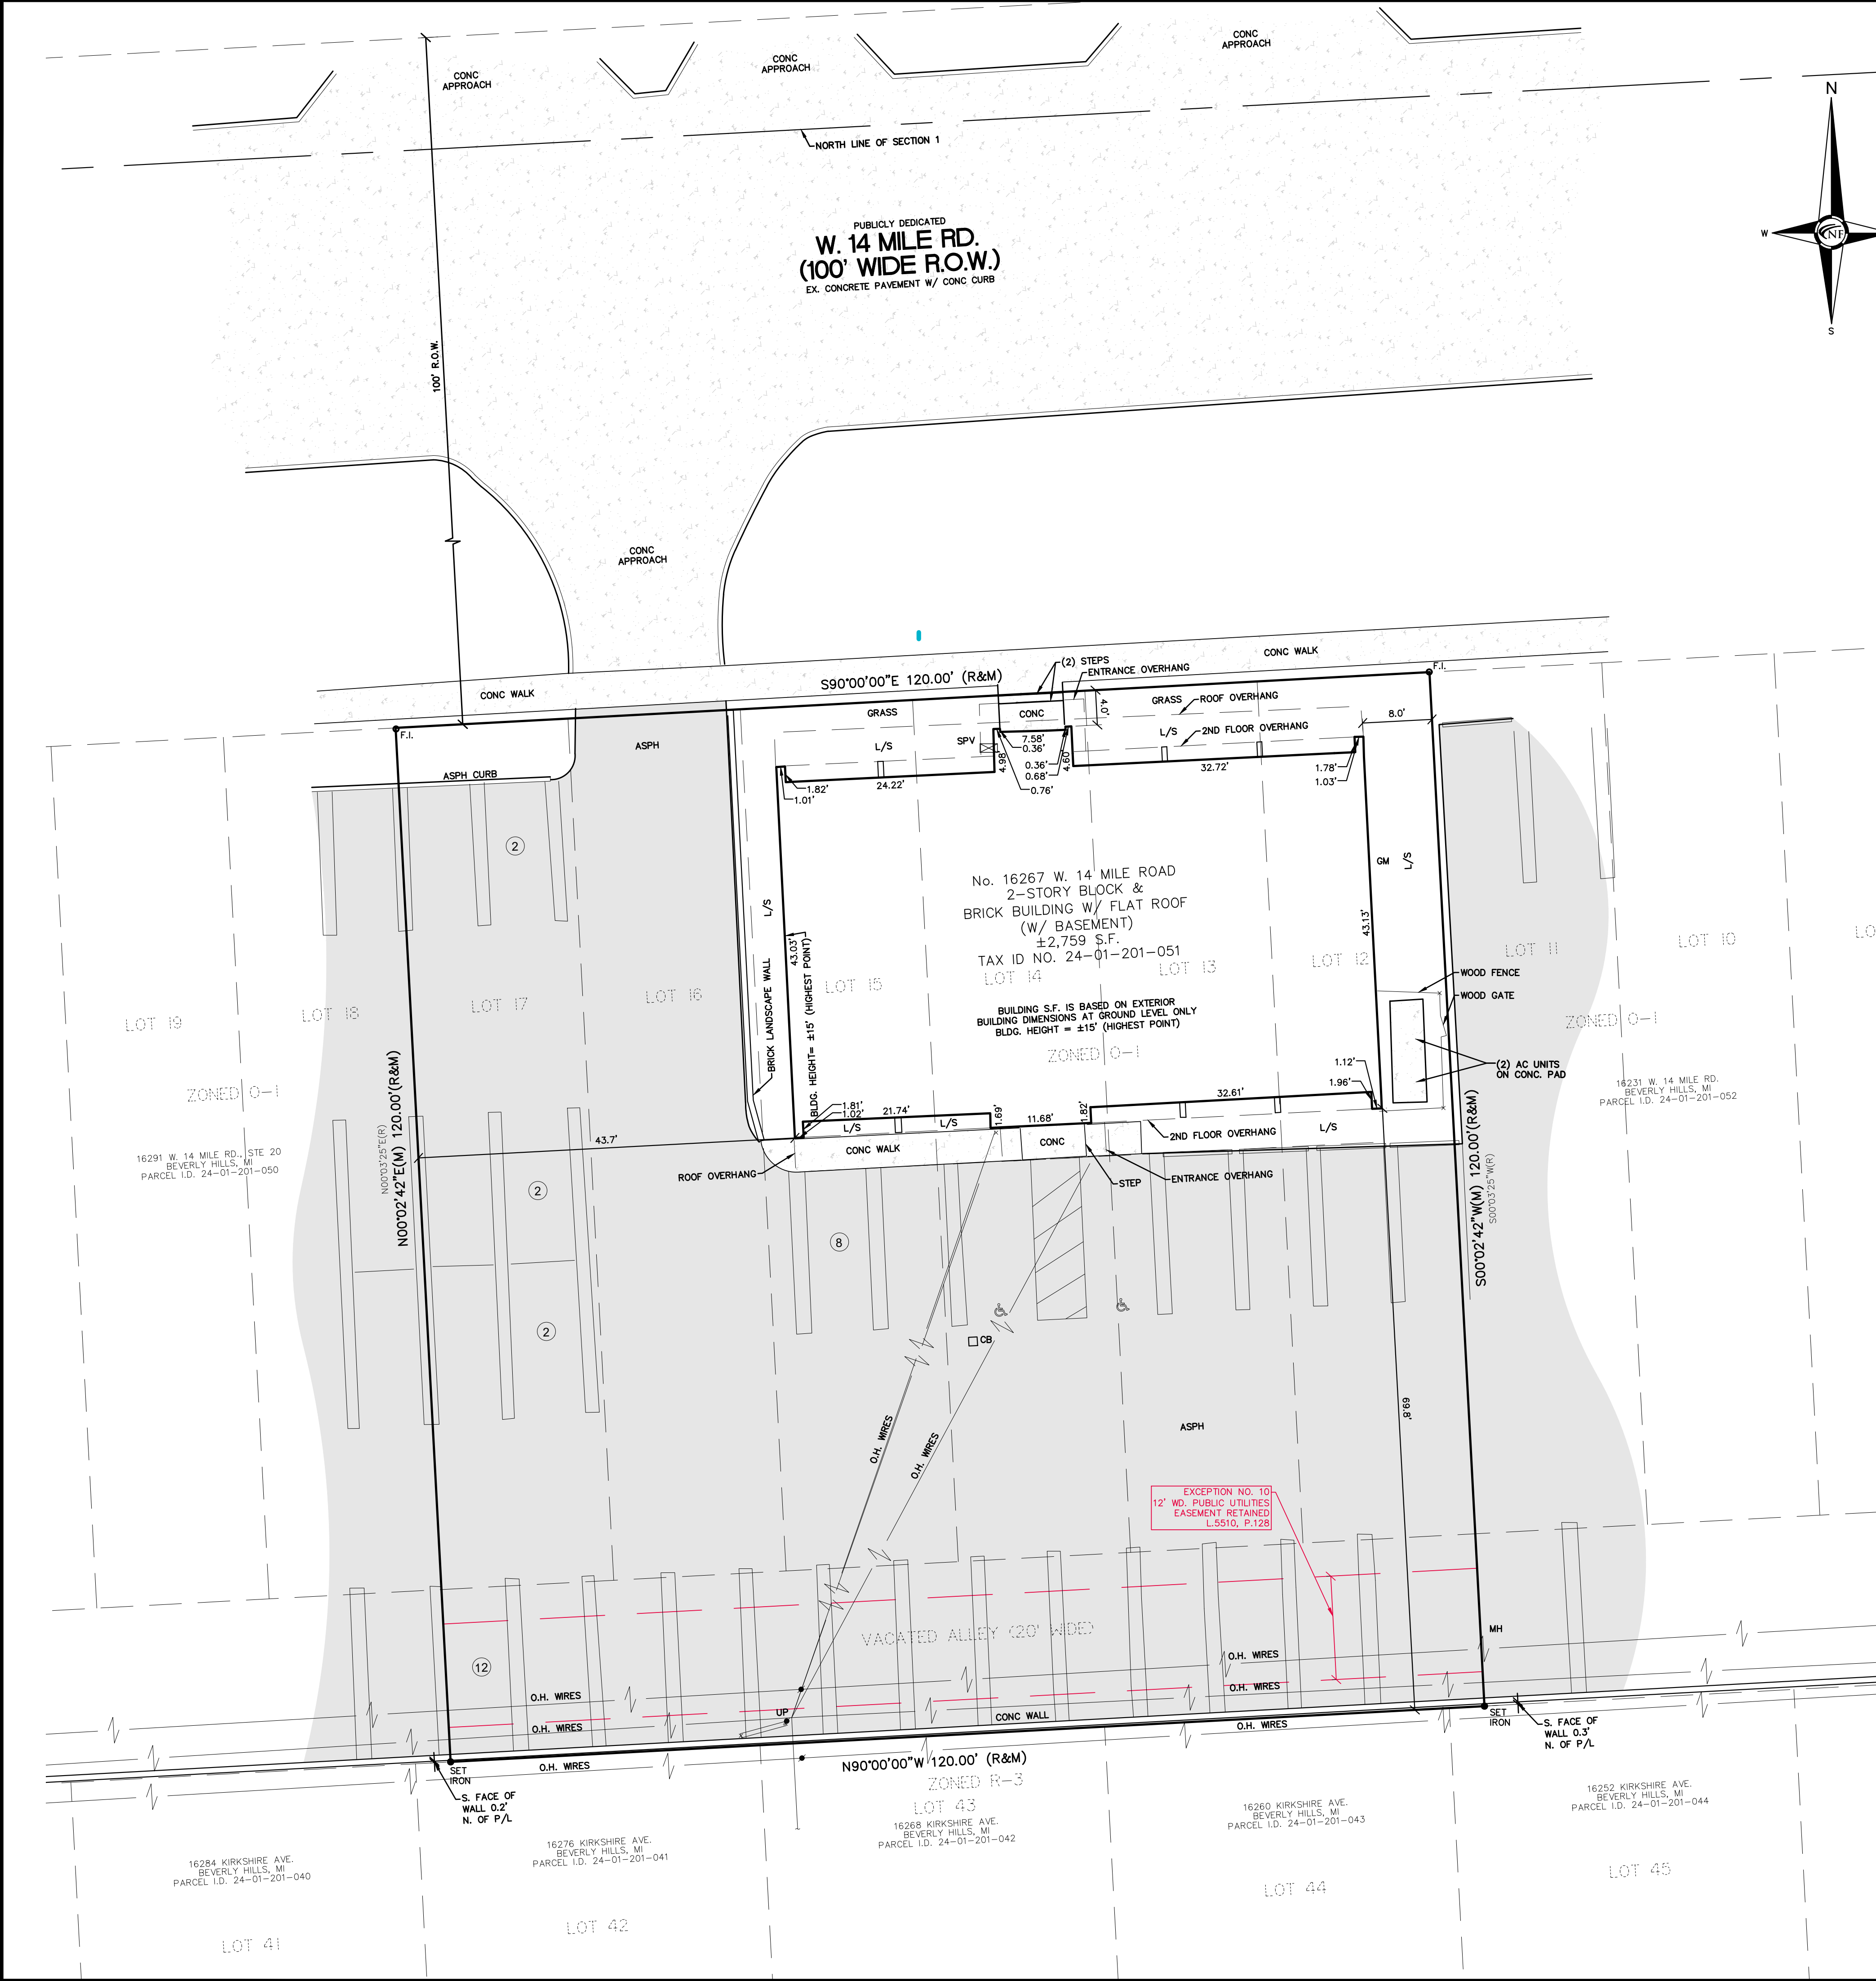 CONC
APPROACH
CONC
APPROACH
CONC
APPROACH
N
W
NF
S
NORTH LINE OF SECTION 1
PUBLICLY DEDICATED
W. 14 MILE RD.
(100' WIDE R.O.W.)
EX. CONCRETE PAVEMENT W/ CONC CURB
100' R.O.W.
CONC
APPROACH
CONC WALK
S90°00'00"E 120.00' (R&M)
(2) STEPS
ENTRANCE OVERHANG
CONC WALK
F.I.
F.I.
GRASS
CONC
4.0'
GRASS
ROOF OVERHANG
8.0'
ASPH
L/S
SPV
7.58'
0.36'
L/S
2ND FLOOR OVERHANG
ASPH CURB
4.98'
0.36'
0.68'
4.60'
0.76'
32.72'
1.78'
1.03'
1.82'
1.01'
24.22'
2
No. 16267 W. 14 MILE ROAD
2-STORY BLOCK &
BRICK BUILDING W/ FLAT ROOF
(W/ BASEMENT)
±2,759 S.F.
TAX ID NO. 24-01-201-051
GM
L/S
L/S
43.03'
43.13'
BRICK LANDSCAPE WALL
BLDG. HEIGHT= ±15' (HIGHEST POINT)
LOT 19
LOT 18
LOT 17
LOT 16
LOT 15
LOT 14
LOT 13
LOT 12
LOT 11
LOT 10
LO
WOOD FENCE
WOOD GATE
BUILDING S.F. IS BASED ON EXTERIOR
BUILDING DIMENSIONS AT GROUND LEVEL ONLY
BLDG. HEIGHT = ±15' (HIGHEST POINT)
ZONED O-1
ZONED O-1
ZONED O-1
(2) AC UNITS
ON CONC. PAD
16231 W. 14 MILE RD.
BEVERLY HILLS, MI
PARCEL I.D. 24-01-201-052
1.12'
1.96'
32.61'
1.81'
1.02'
21.74'
1.69'
11.68'
1.82'
L/S
L/S
CONC
2ND FLOOR OVERHANG
L/S
43.7'
CONC WALK
ROOF OVERHANG
STEP
ENTRANCE OVERHANG
16291 W. 14 MILE RD., STE 20
BEVERLY HILLS, MI
PARCEL I.D. 24-01-201-050
N00°03'25"E(R)
N00°02'42"E(M) 120.00'(R&M)
S00°02'42"W(M) 120.00'(R&M)
S00°03'25"W(R)
2
8
2
CB
O.H. WIRES
O.H. WIRES
ASPH
69.8'
EXCEPTION NO. 10
12' WD. PUBLIC UTILITIES
EASEMENT RETAINED
L.5510, P.128
VACATED ALLEY (20' WIDE)
MH
12
O.H. WIRES
O.H. WIRES
O.H. WIRES
O.H. WIRES
UP
CONC WALL
O.H. WIRES
O.H. WIRES
SET
IRON
SET
IRON
S. FACE OF
WALL 0.3'
N. OF P/L
S. FACE OF
WALL 0.2'
N. OF P/L
N90°00'00"W 120.00' (R&M)
ZONED R-3
LOT 43
16268 KIRKSHIRE AVE.
BEVERLY HILLS, MI
PARCEL I.D. 24-01-201-042
16260 KIRKSHIRE AVE.
BEVERLY HILLS, MI
PARCEL I.D. 24-01-201-043
16252 KIRKSHIRE AVE.
BEVERLY HILLS, MI
PARCEL I.D. 24-01-201-044
16284 KIRKSHIRE AVE.
BEVERLY HILLS, MI
PARCEL I.D. 24-01-201-040
16276 KIRKSHIRE AVE.
BEVERLY HILLS, MI
PARCEL I.D. 24-01-201-041
LOT 41
LOT 42
LOT 44
LOT 45